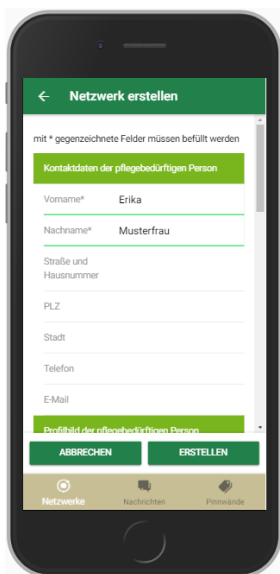 Netzwerk erstellen
mit * gegenzeichnete Felder müssen befüllt werden
Kontaktdaten der pflegebedürftigen Person
Vorname* Erika
Nachname* Musterfrau
Straße und
Hausnummer
PLZ
Stadt
Telefon
E-Mail
Profilbild der pflegebedürftigen Person
ABBRECHEN ERSTELLEN
Netzwerke Nachrichten Pinnwände